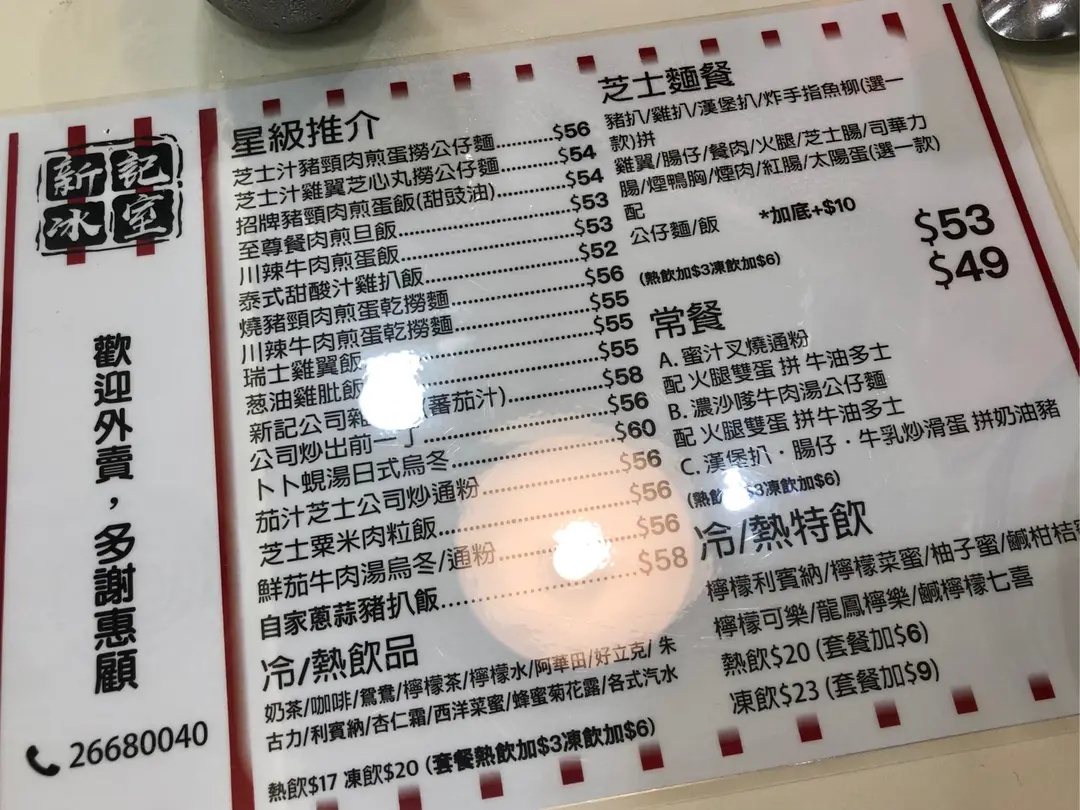 新記
冰室
歡迎外賣，多謝惠顧
26680040
星級推介
芝士汁豬頸肉煎蛋撈公仔麵........$56
芝士汁雞翼芝心丸撈公仔麵........$54
招牌豬頸肉煎蛋飯(甜豉油)........$54
至尊餐肉煎旦飯........$53
川辣牛肉煎蛋飯........$53
泰式甜酸汁雞扒飯........$52
燒豬頸肉煎蛋乾撈麵........$56
川辣牛肉煎蛋乾撈麵........$55
瑞士雞翼飯........$55
葱油雞肶飯........$55
新記公司(蕃茄汁)........$58
公司炒出前一丁........$56
卜卜蜆湯日式烏冬........$60
茄汁芝士公司炒通粉........$56
芝士粟米肉粒飯........$56
鮮茄牛肉湯烏冬/通粉........$56
自家蔥蒜豬扒飯........$58
冷/熱飲品
奶茶/咖啡/鴛鴦/檸檬茶/檸檬水/阿華田/好立克/ 朱
古力/利賓納/杏仁霜/西洋菜蜜/蜂蜜菊花露/各式汽水
熱飲$17 凍飲$20 (套餐熱飲加$3凍飲加$6)
芝士麵餐
豬扒/雞扒/漢堡扒/炸手指魚柳(選一
款)拼
雞翼/腸仔/餐肉/火腿/芝士腸/司華力
腸/煙鴨胸/煙肉/紅腸/太陽蛋(選一款)
配
公仔麵/飯 *加底+$10
$53
$49
(熱飲加$3凍飲加$6)
常餐
A. 蜜汁叉燒通粉
配 火腿雙蛋 拼 牛油多士
B. 濃沙嗲牛肉湯公仔麵
配 火腿雙蛋 拼 牛油多士
C. 漢堡扒．腸仔．牛乳炒滑蛋 拼奶油豬
(熱飲$3凍飲加$6)
冷/熱特飲
檸檬利賓納/檸檬菜蜜/柚子蜜/鹹柑桔
檸檬可樂/龍鳳檸樂/鹹檸檬七喜
熱飲$20 (套餐加$6)
凍飲$23 (套餐加$9)